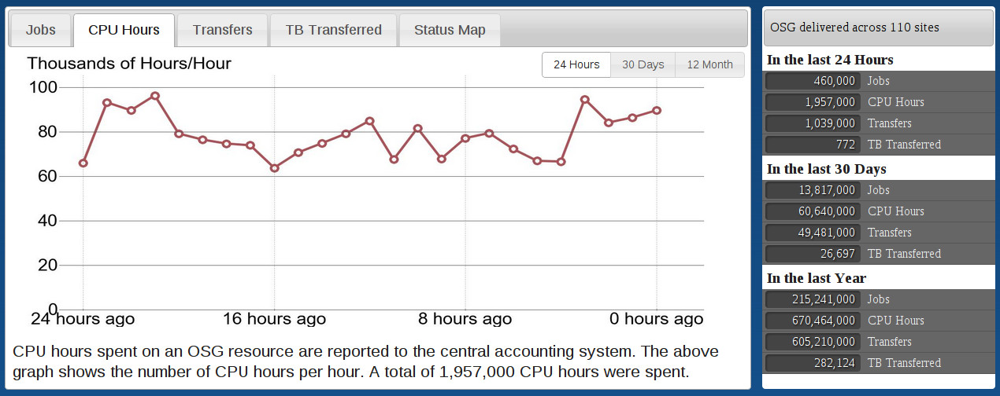 Jobs
CPU Hours
Transfers
TB Transferred
Status Map
Thousands of Hours/Hour
24 Hours
30 Days
12 Month
100
80
60
40
20
0
24 hours ago
16 hours ago
8 hours ago
0 hours ago
CPU hours spent on an OSG resource are reported to the central accounting system. The above
graph shows the number of CPU hours per hour. A total of 1,957,000 CPU hours were spent.
OSG delivered across 110 sites
In the last 24 Hours
460,000 Jobs
1,957,000 CPU Hours
1,039,000 Transfers
772 TB Transferred
In the last 30 Days
13,817,000 Jobs
60,640,000 CPU Hours
49,481,000 Transfers
26,697 TB Transferred
In the last Year
215,241,000 Jobs
670,464,000 CPU Hours
605,210,000 Transfers
282,124 TB Transferred